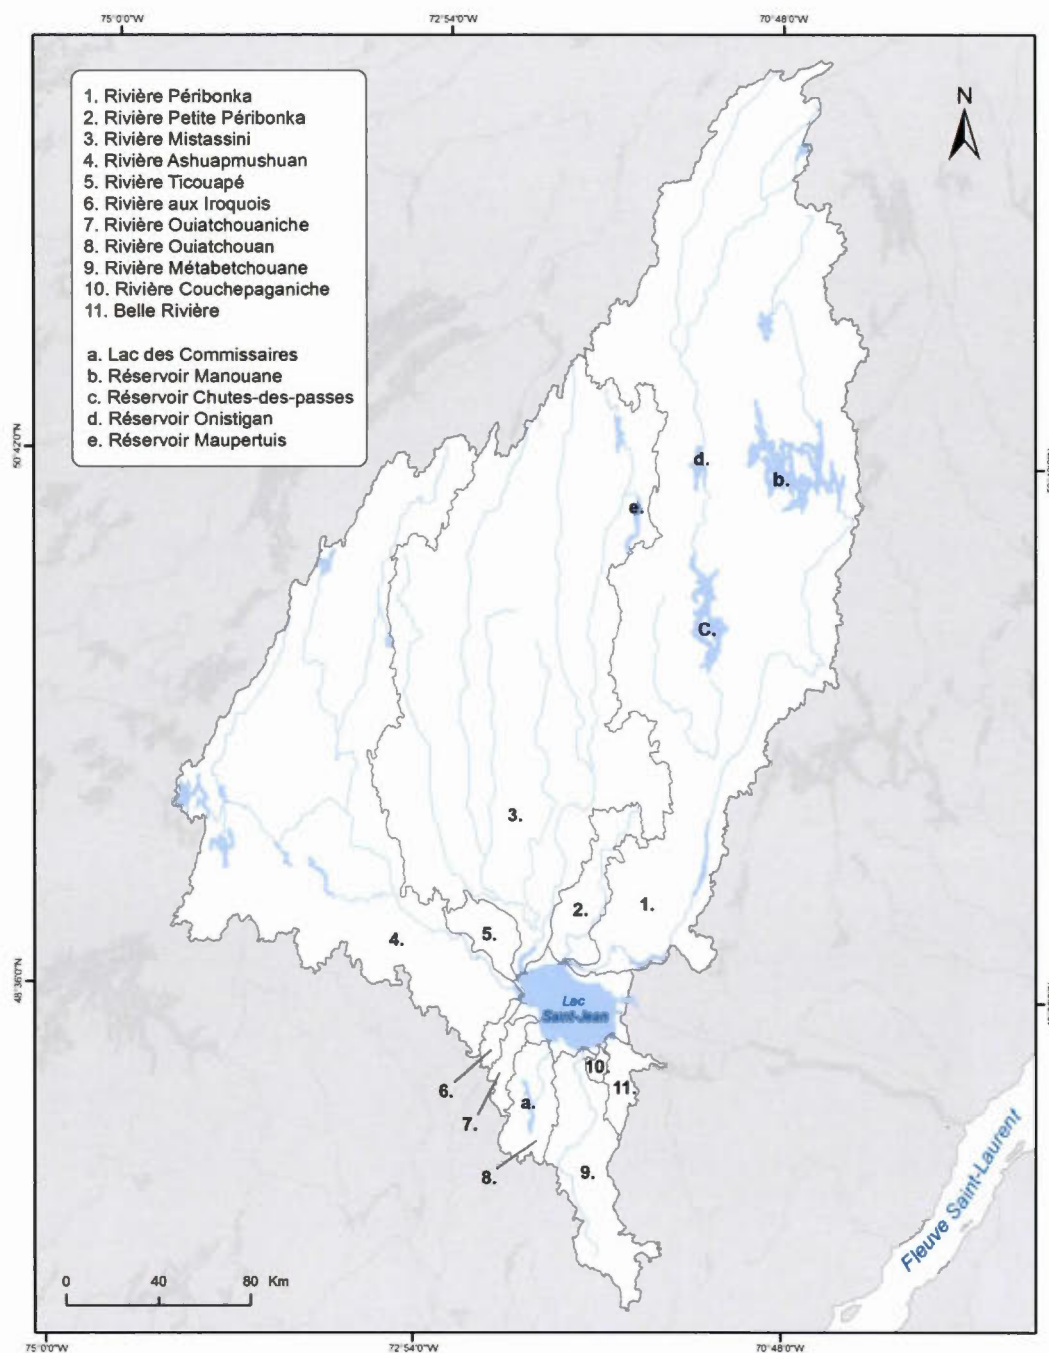 75°0'0"W
72°54'0"W
70°48'0"W
1. Rivière Péribonka
2. Rivière Petite Péribonka
3. Rivière Mistassini
4. Rivière Ashuapmushuan
5. Rivière Ticouapé
6. Rivière aux Iroquois
7. Rivière Ouiatchouaniche
8. Rivière Ouiatchouan
9. Rivière Métabetchouane
10. Rivière Couchepaganiche
11. Belle Rivière
a. Lac des Commissaires
b. Réservoir Manouane
c. Réservoir Chutes-des-passes
d. Réservoir Onistigan
e. Réservoir Maupertuis
N
50°42'0"N
d.
b.
e.
C.
3.
1.
2.
5.
4.
48°36'0"N
Lac
Saint-Jean
10.
6.
11.
a.
7.
8.
9.
Fleuve Saint-Laurent
0 40 80 Km
75°0'0"W
72°54'0"W
70°48'0"W